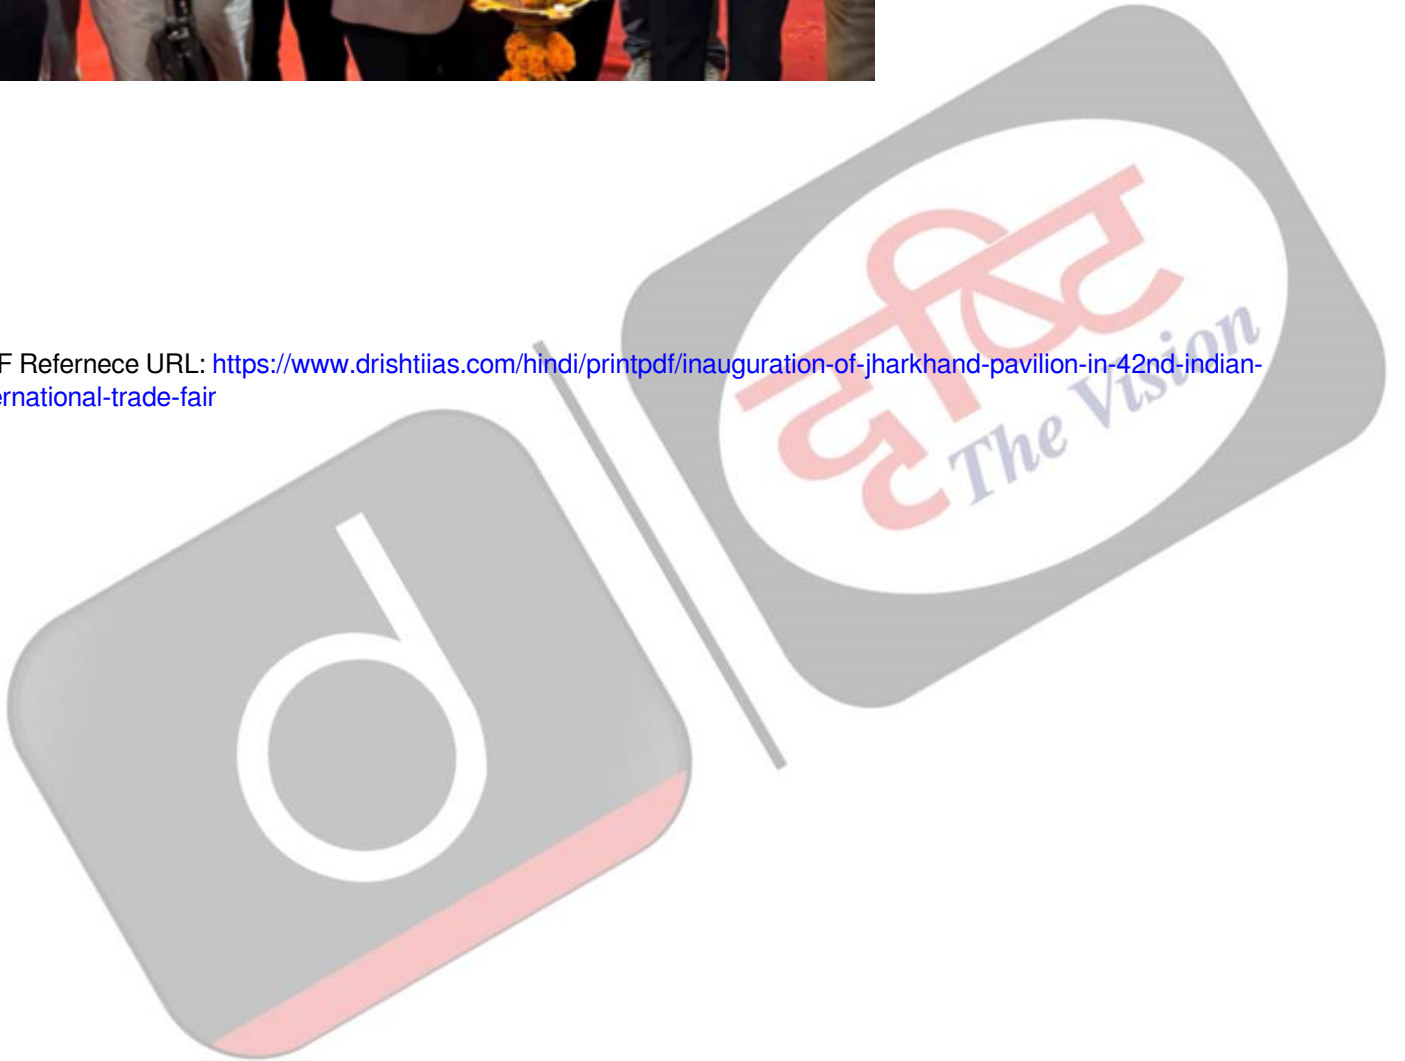 F Refernece URL: https://www.drishtiias.com/hindi/printpdf/inauguration-of-jharkhand-pavilion-in-42nd-indian-
ernational-trade-fair
दृष्टि
The Vision
d